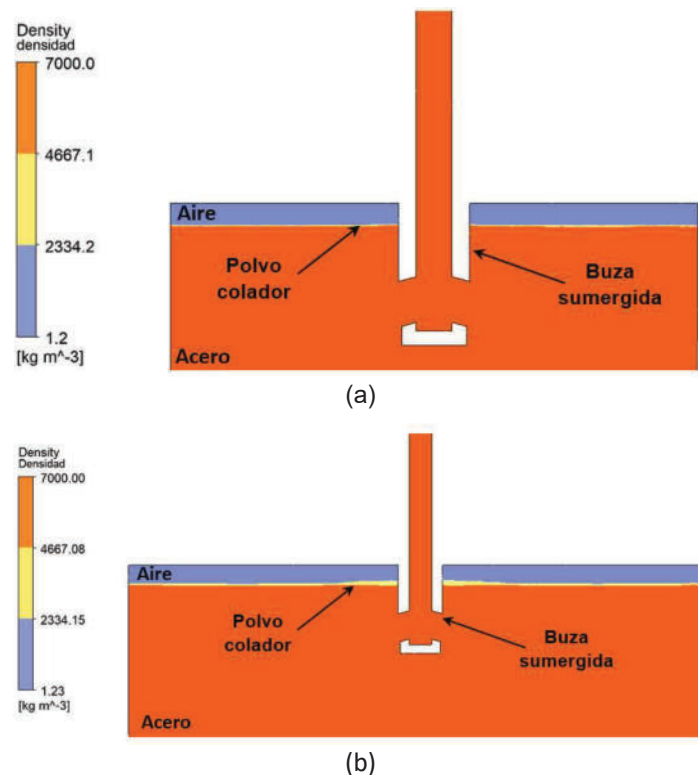 Density
densidad
7000.0
4667.1
2334.2
1.2
[kg m^-3]
Aire
Polvo
colador
Buza
sumergida
Acero
(a)
Density
Densidad
7000.00
4667.08
2334.15
1.23
[kg m^-3]
Aire
Polvo
colador
Buza
sumergida
Acero
(b)